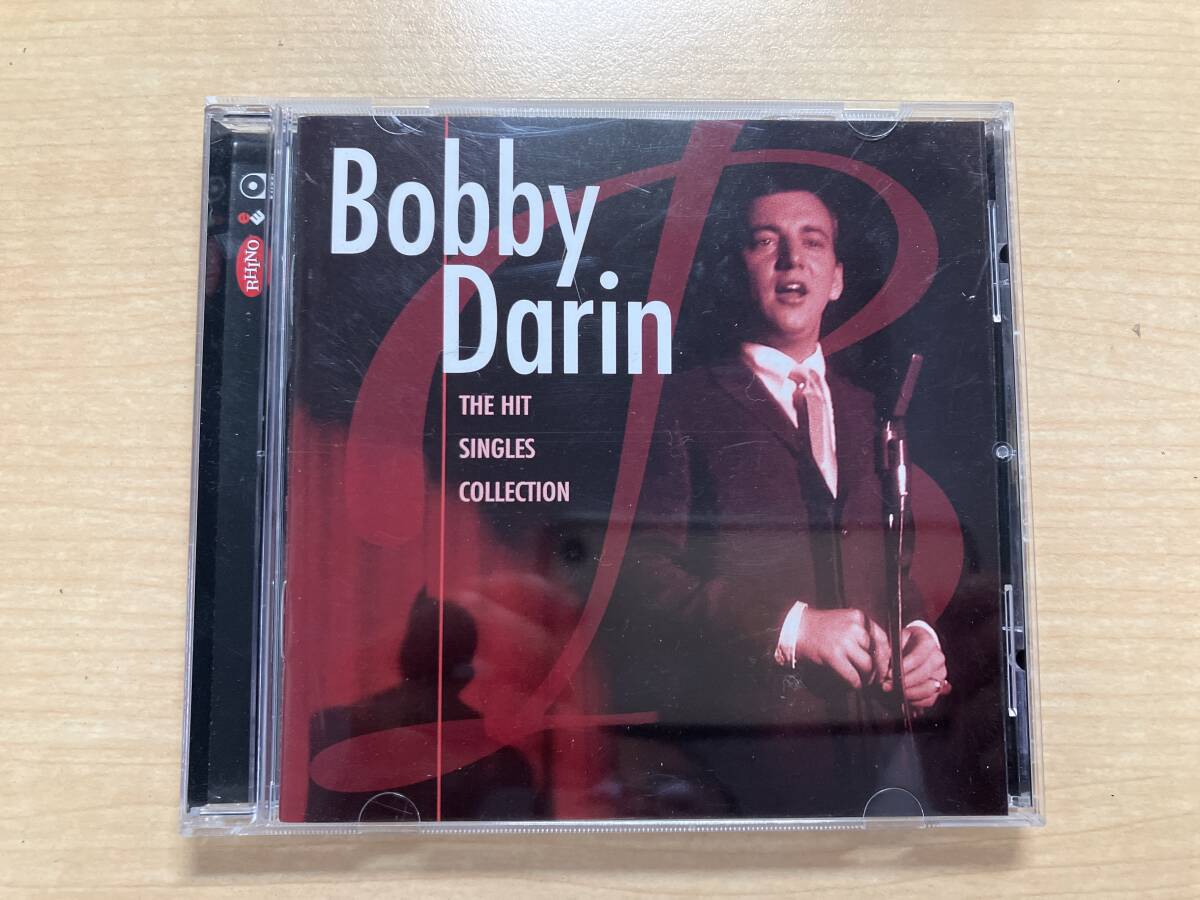 Bobby
Darin
THE HIT
SINGLES
COLLECTION
RHINO